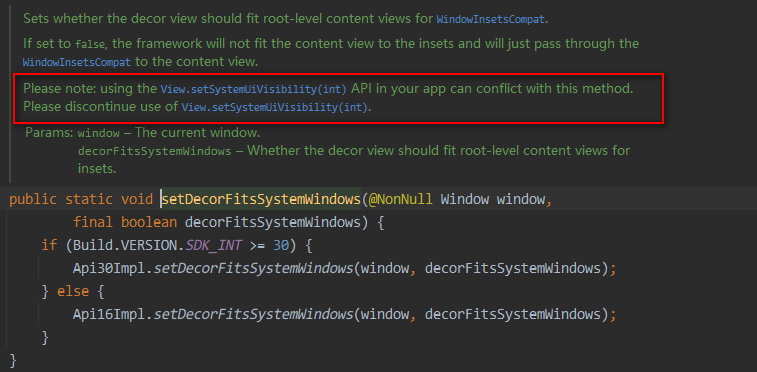 Sets whether the decor view should fit root-level content views for WindowInsetsCompat.
If set to false, the framework will not fit the content view to the insets and will just pass through the
WindowInsetsCompat to the content view.
Please note: using the View.setSystemUiVisibility(int) API in your app can conflict with this method.
Please discontinue use of View.setSystemUiVisibility(int).
Params: window – The current window.
decorFitsSystemWindows – Whether the decor view should fit root-level content views for
insets.
public static void setDecorFitsSystemWindows(@NonNull Window window,
        final boolean decorFitsSystemWindows) {
    if (Build.VERSION.SDK_INT >= 30) {
        Api30Impl.setDecorFitsSystemWindows(window, decorFitsSystemWindows);
    } else {
        Api16Impl.setDecorFitsSystemWindows(window, decorFitsSystemWindows);
    }
}